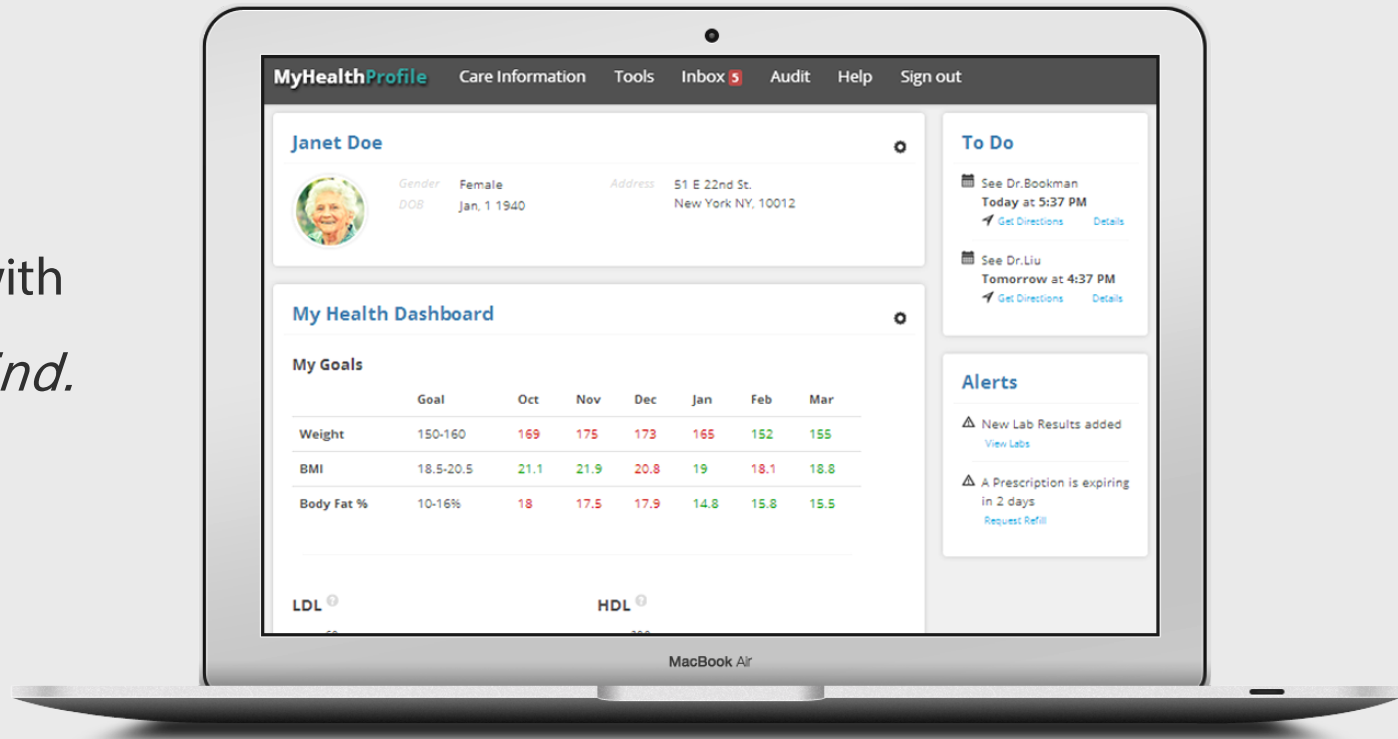 with
ind.
MyHealthProfile Care Information Tools Inbox 5 Audit Help Sign out
Janet Doe
Gender Female Address 51 E 22nd St.
DOB Jan, 1 1940 New York NY, 10012
My Health Dashboard
My Goals
Goal Oct Nov Dec Jan Feb Mar
Weight 150-160 169 175 173 165 152 155
BMI 18.5-20.5 21.1 21.9 20.8 19 18.1 18.8
Body Fat % 10-16% 18 17.5 17.9 14.8 15.8 15.5
LDL ? HDL ?
To Do
See Dr.Bookman
Today at 5:37 PM
Get Directions Details
See Dr.Liu
Tomorrow at 4:37 PM
Get Directions Details
Alerts
New Lab Results added
View Labs
A Prescription is expiring
in 2 days
Request Refill
MacBook Air